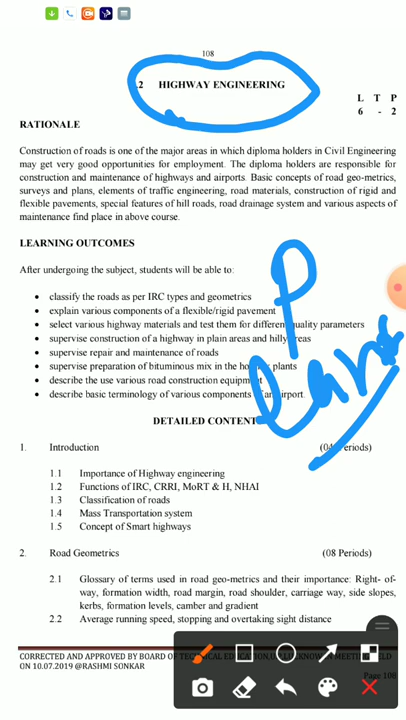 108
.2 HIGHWAY ENGINEERING
L T P
6 - 2
RATIONALE
Construction of roads is one of the major areas in which diploma holders in Civil Engineering
may get very good opportunities for employment. The diploma holders are responsible for
construction and maintenance of highways and airports. Basic concepts of road geo-metrics,
surveys and plans, elements of traffic engineering, road materials, construction of rigid and
flexible pavements, special features of hill roads, road drainage system and various aspects of
maintenance find place in above course.
LEARNING OUTCOMES
After undergoing the subject, students will be able to:
• classify the roads as per IRC types and geometrics
• explain various components of a flexible/rigid pavement
• select various highway materials and test them for different quality parameters
• supervise construction of a highway in plain areas and hilly areas
• supervise repair and maintenance of roads
• supervise preparation of bituminous mix in the plants
• describe the use various road construction equipment
• describe basic terminology of various components of an airport.
DETAILED CONTENT
1. Introduction (04 Periods)
1.1 Importance of Highway engineering
1.2 Functions of IRC, CRRI, MoRT & H, NHAI
1.3 Classification of roads
1.4 Mass Transportation system
1.5 Concept of Smart highways
2. Road Geometrics (08 Periods)
2.1 Glossary of terms used in road geo-metrics and their importance: Right- of-
way, formation width, road margin, road shoulder, carriage way, side slopes,
kerbs, formation levels, camber and gradient
2.2 Average running speed, stopping and overtaking sight distance
CORRECTED AND APPROVED BY BOARD OF TECHNICAL EDUCATION
ON 10.07.2019 @RASHMI SONKAR
Page 108